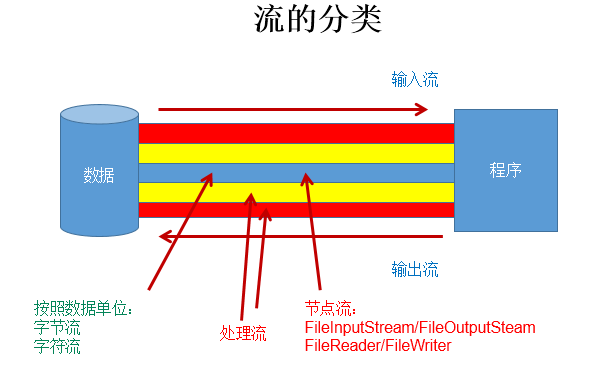 流的分类
输入流
数据
程序
输出流
按照数据单位：
字节流
字符流
处理流
节点流：
FileInputStream/FileOutputSteam
FileReader/FileWriter